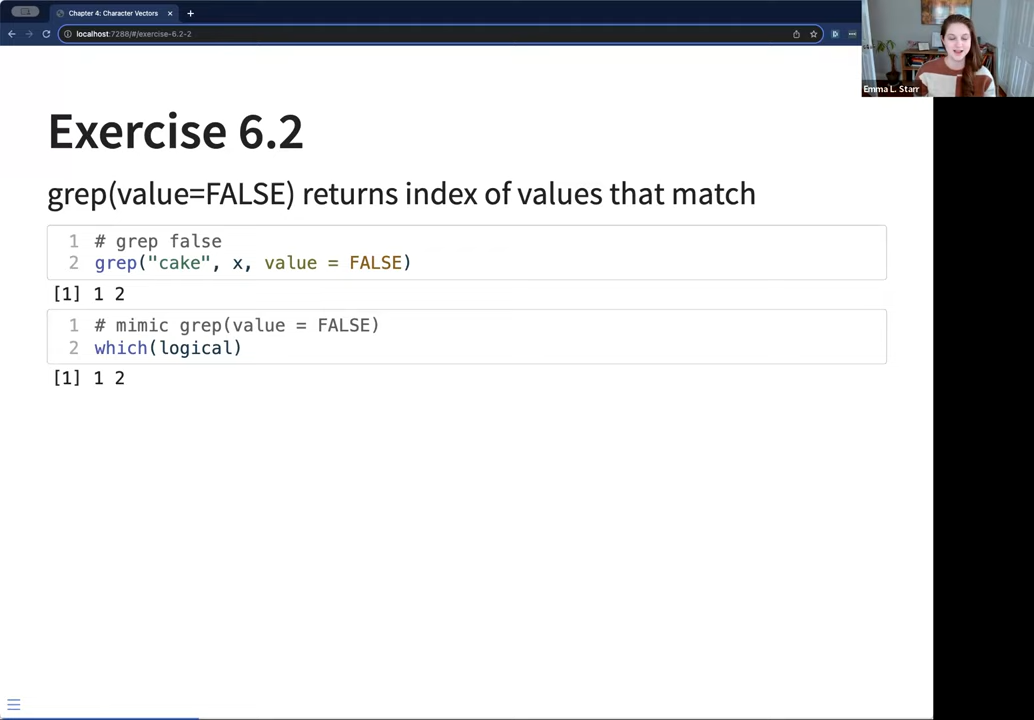 Chapter 4: Character Vectors
localhost:7288/#/exercise-6.2-2
Emma L. Starr
Exercise 6.2
grep(value=FALSE) returns index of values that match
1 # grep false
2 grep("cake", x, value = FALSE)
[1] 1 2
1 # mimic grep(value = FALSE)
2 which(logical)
[1] 1 2